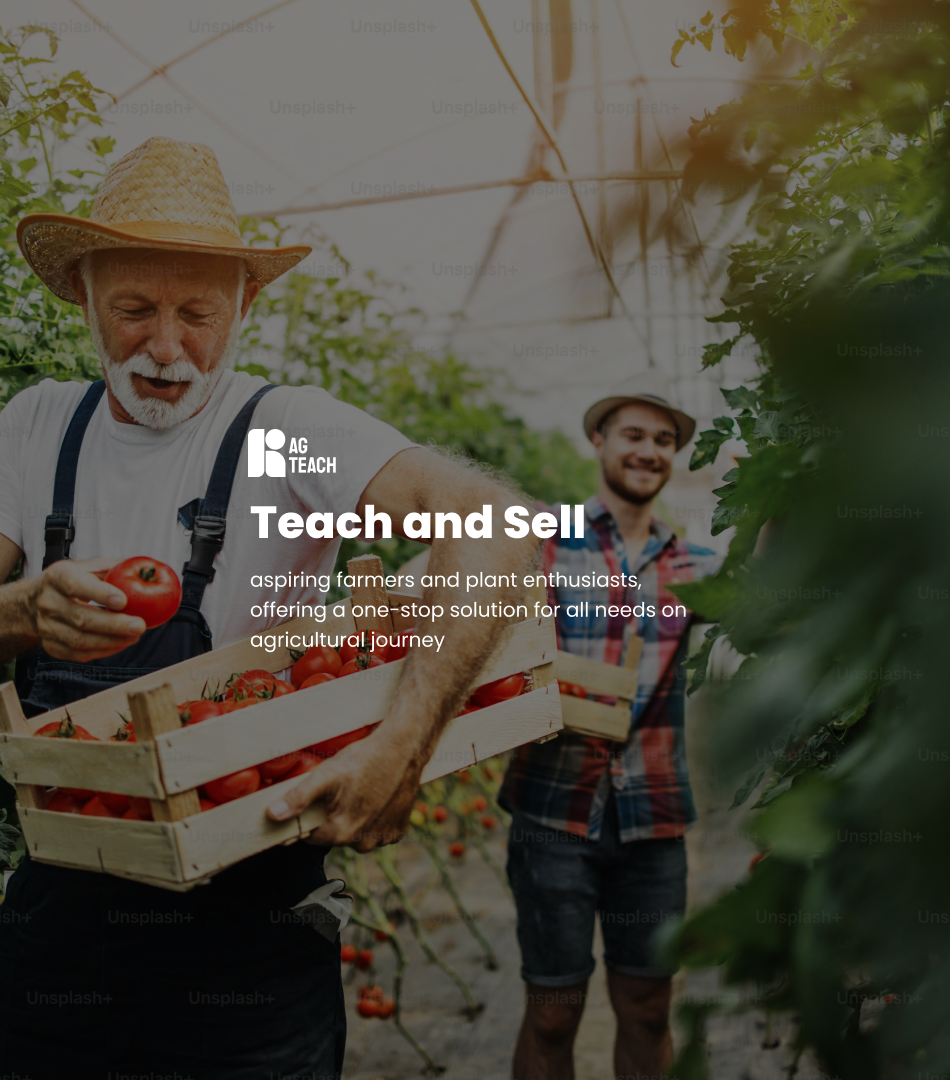 AG
TEACH
Teach and Sell
aspiring farmers and plant enthusiasts,
offering a one-stop solution for all needs on
agricultural journey
Unsplash+